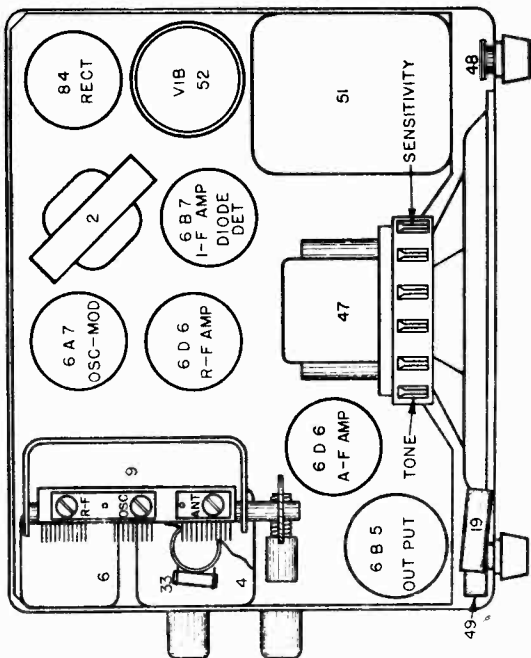 84
RECT
VIB
52
51
48
SENSITIVITY
2
6B7
I-F AMP
DIODE
DET
47
6A7
OSC-MOD
6D6
R-F AMP
TONE
6D6
A-F AMP
9
R-F
OSC
ANT
6
33
4
6B5
OUT PUT
19
49